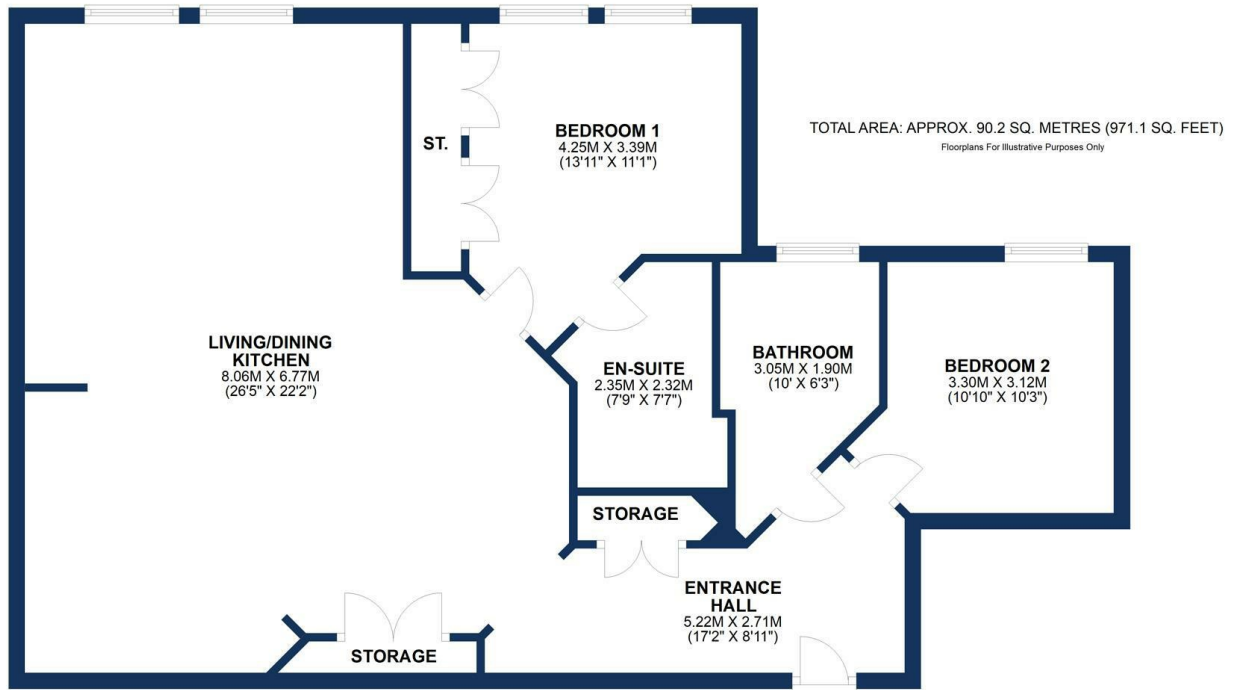 BEDROOM 1
4.25M X 3.39M
(13'11" X 11'1")
ST.
TOTAL AREA: APPROX. 90.2 SQ. METRES (971.1 SQ. FEET)
Floorplans For Illustrative Purposes Only
LIVING/DINING
KITCHEN
8.06M X 6.77M
(26'5" X 22'2")
EN-SUITE
2.35M X 2.32M
(7'9" X 7'7")
BATHROOM
3.05M X 1.90M
(10' X 6'3")
BEDROOM 2
3.30M X 3.12M
(10'10" X 10'3")
STORAGE
ENTRANCE
HALL
5.22M X 2.71M
(17'2" X 8'11")
STORAGE